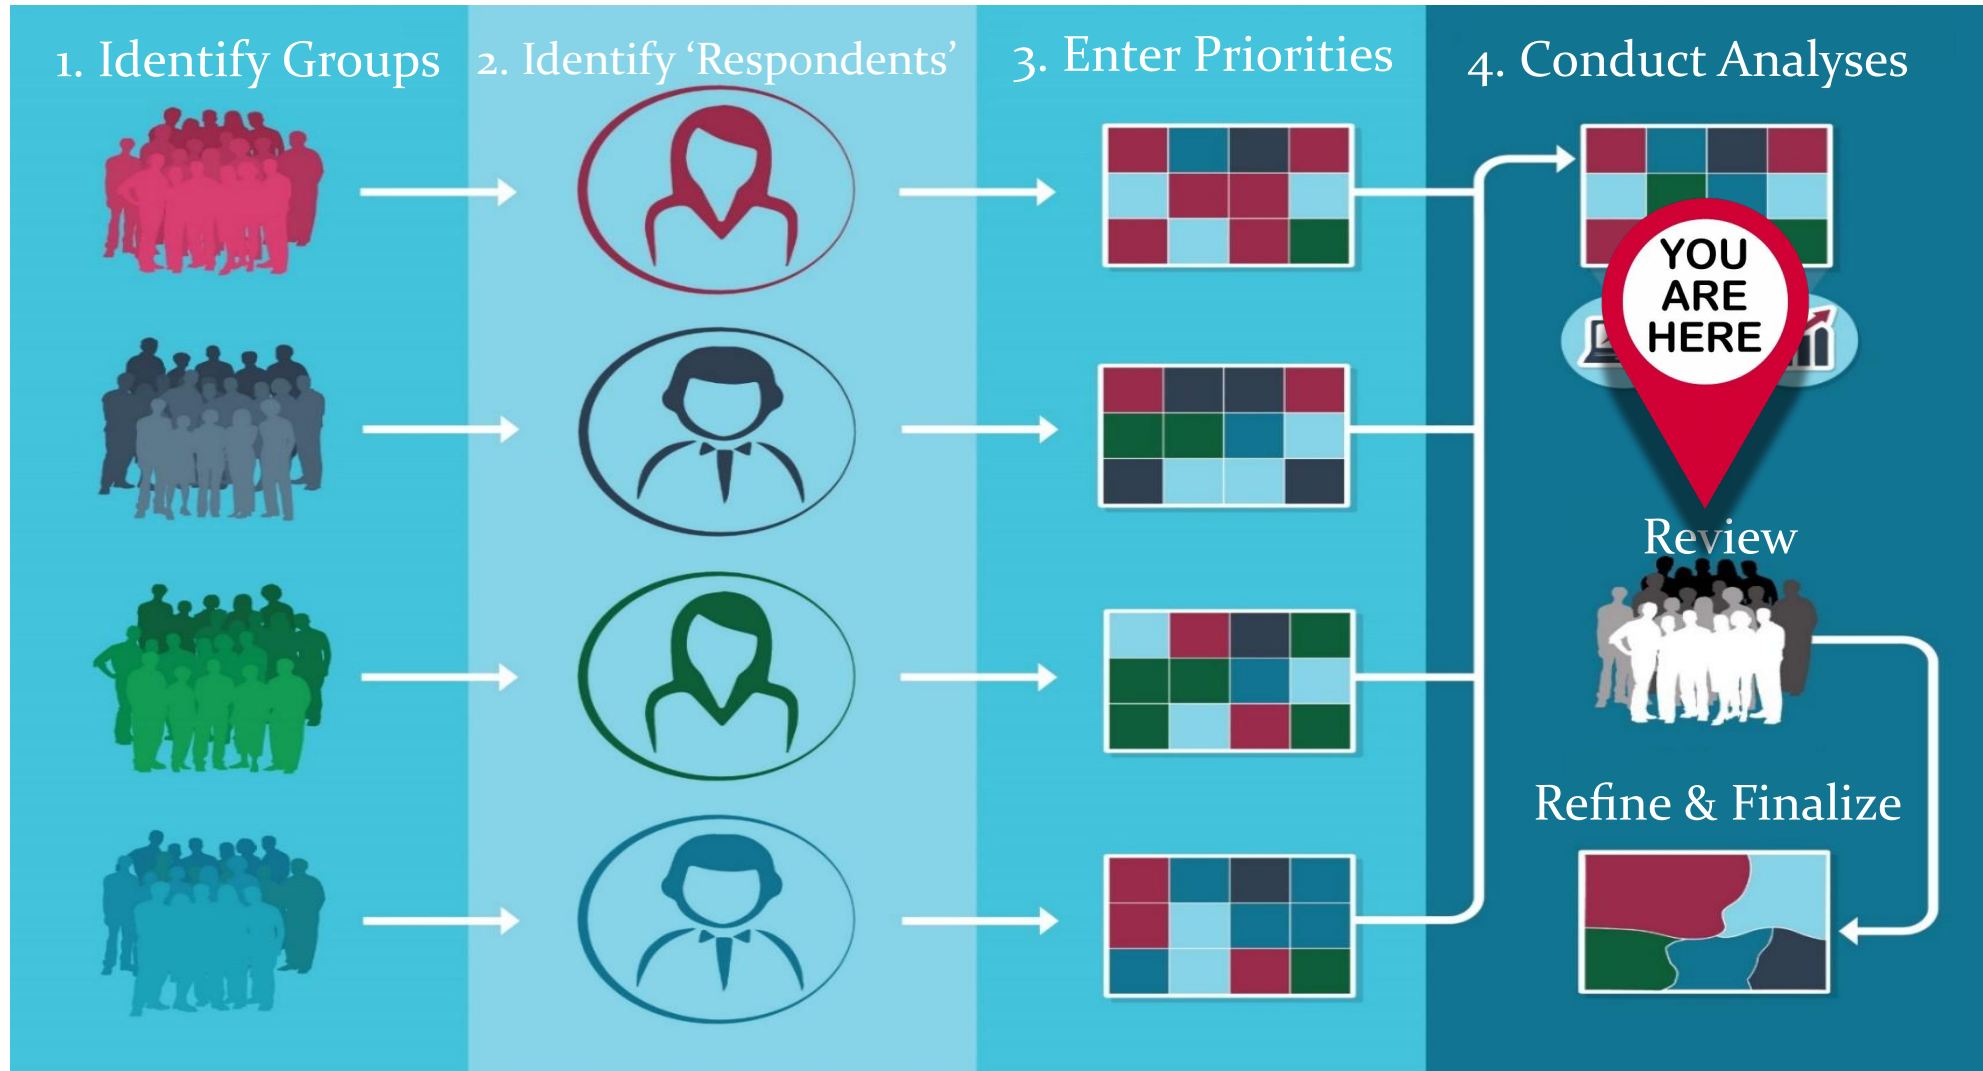 1. Identify Groups
2. Identify ‘Respondents’
3. Enter Priorities
4. Conduct Analyses
YOU
ARE
HERE
Review
Refine & Finalize